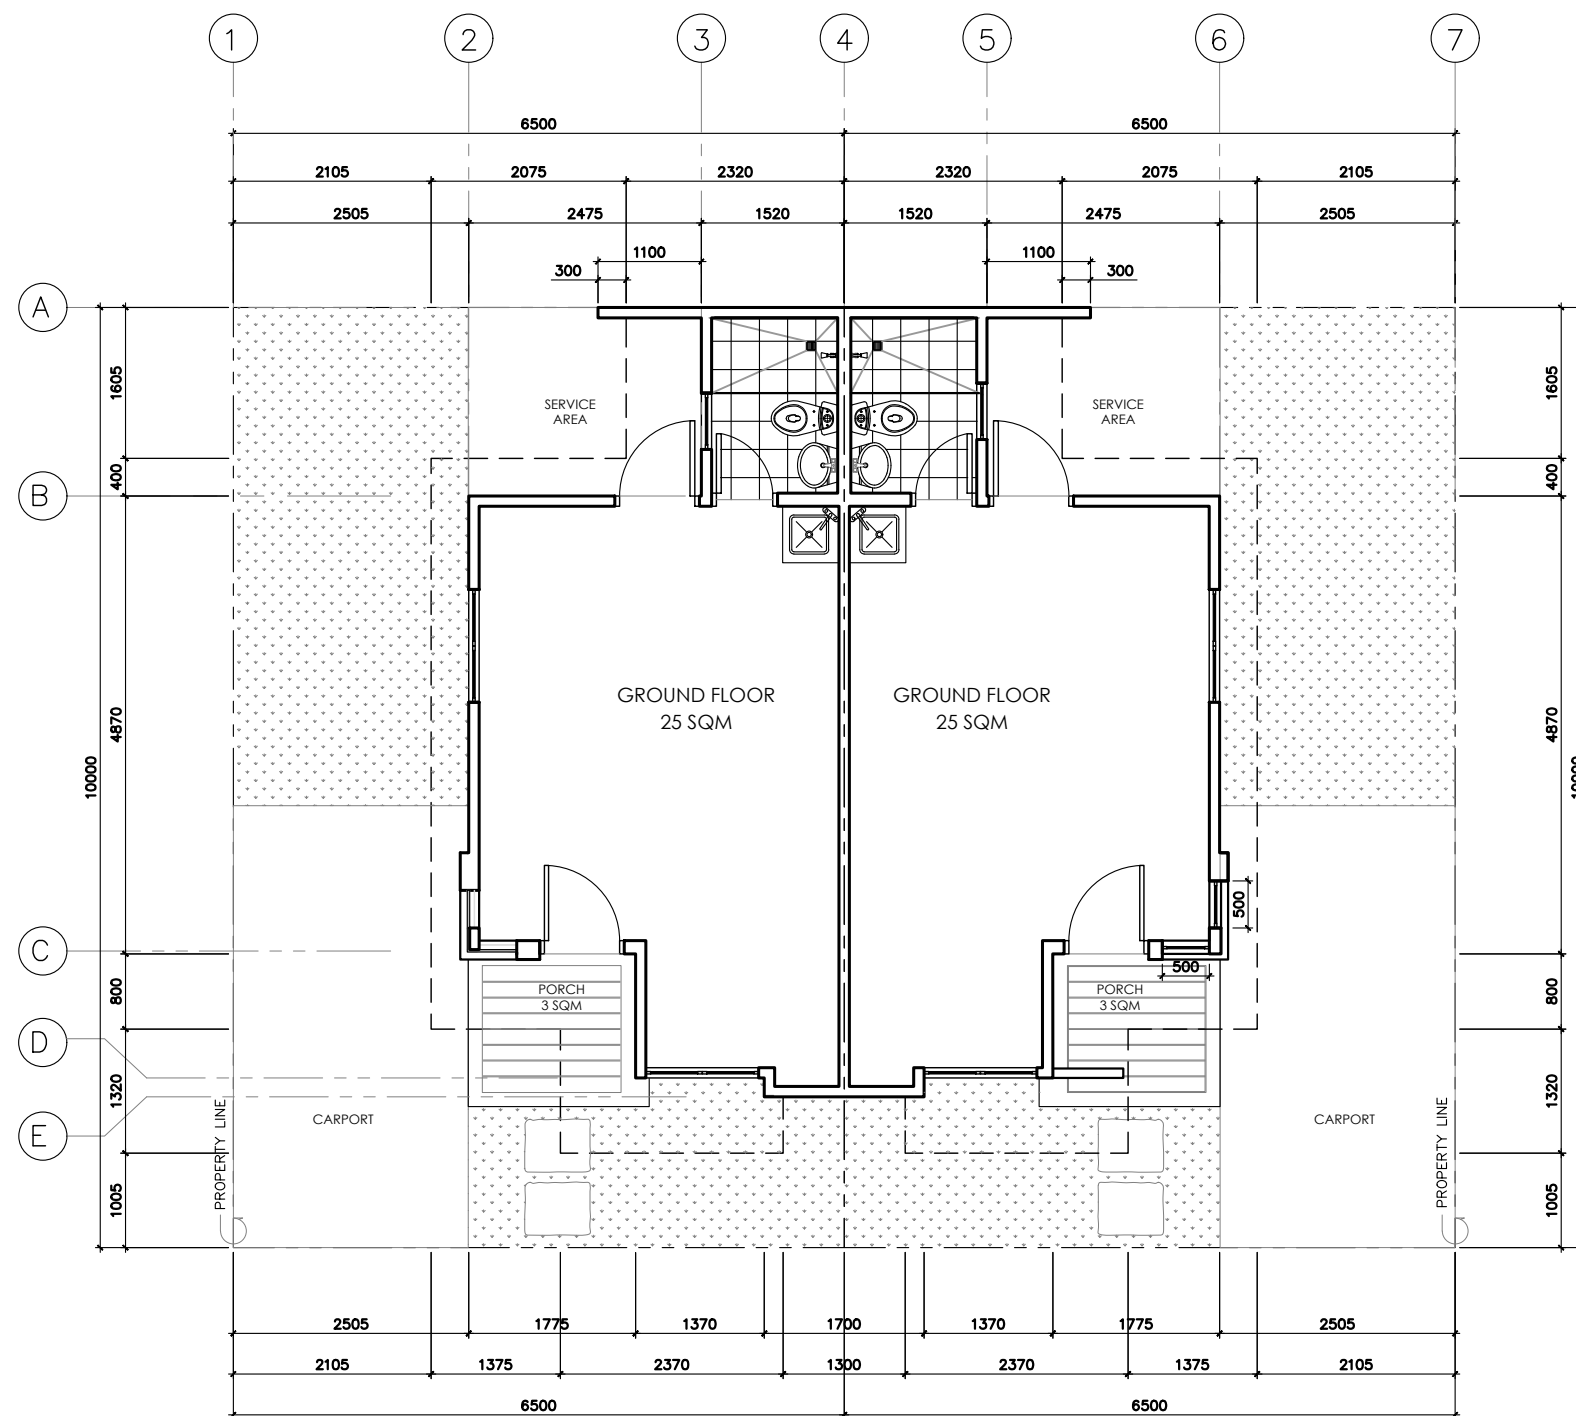 1 2 3 4 5 6 7
6500 6500
2105 2075 2320 2320 2075 2105
2505 2475 1520 1520 2475 2505
1100 1100
300 300
A
1605 1605
SERVICE
AREA
SERVICE
AREA
400 400
B
GROUND FLOOR
25 SQM
GROUND FLOOR
25 SQM
4870 4870
10000
500
C
500
PORCH
3 SQM
PORCH
3 SQM
800 800
D
1320 1320
CARPORT CARPORT
E
PROPERTY LINE PROPERTY LINE
1005 1005
2505 1775 1370 1700 1370 1775 2505
2105 1375 2370 1300 2370 1375 2105
6500 6500